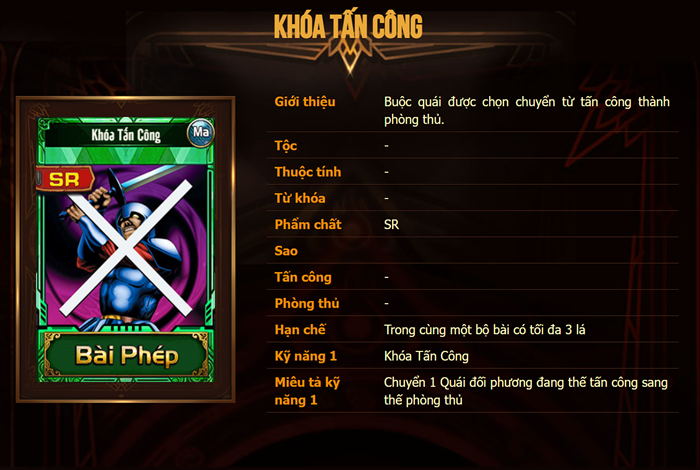 KHÓA TẤN CÔNG
Khóa Tấn Công
Ma
SR
Bài Phép
Giới thiệu Buộc quái được chọn chuyển từ tấn công thành
phòng thủ.
Tộc -
Thuộc tính -
Từ khóa -
Phẩm chất SR
Sao
Tấn công -
Phòng thủ -
Hạn chế Trong cùng một bộ bài có tối đa 3 lá
Kỹ năng 1 Khóa Tấn Công
Miêu tả kỹ Chuyển 1 Quái đối phương đang thế tấn công sang
năng 1 thế phòng thủ